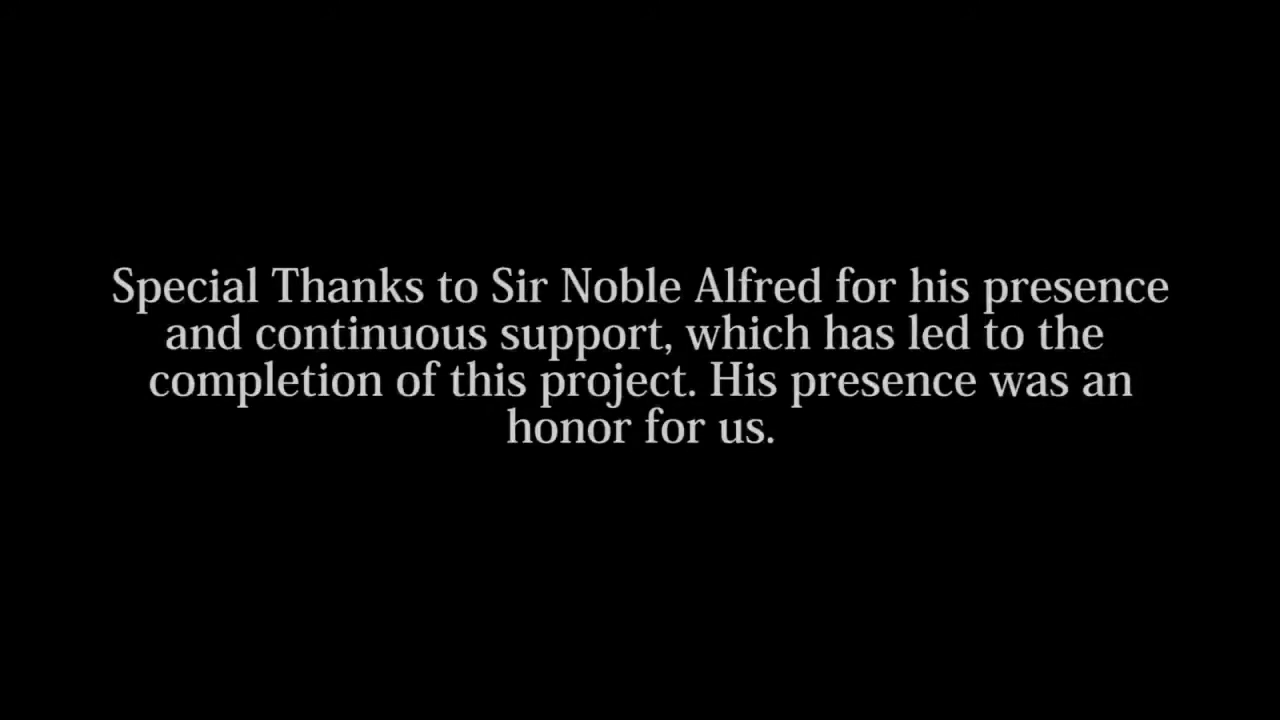 Special Thanks to Sir Noble Alfred for his presence
and continuous support, which has led to the
completion of this project. His presence was an
honor for us.